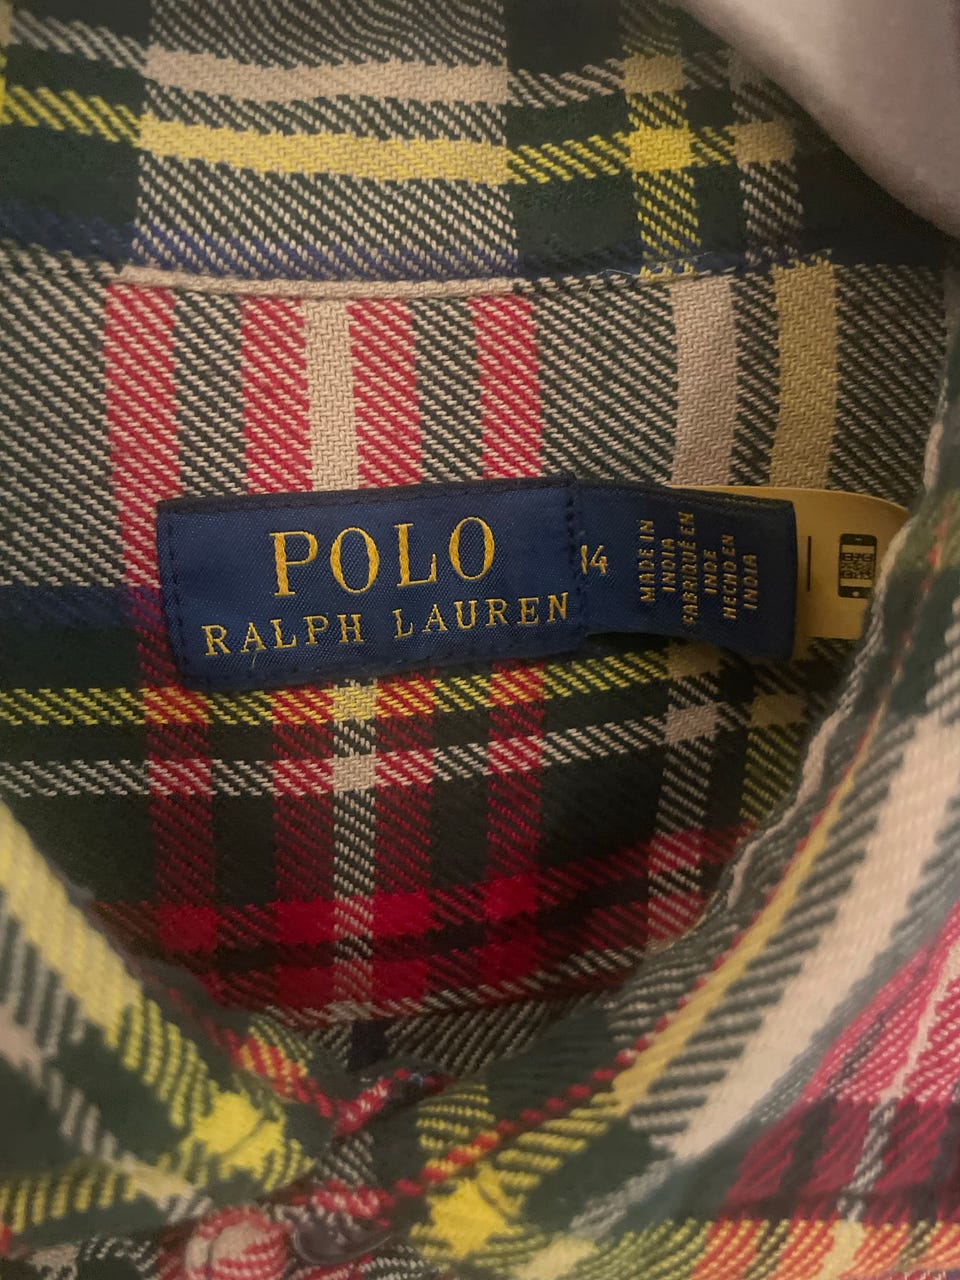 POLO
RALPH LAUREN
14
MADE IN
INDIA
FABRIQUÉ EN
INDE
HECHO EN
INDIA